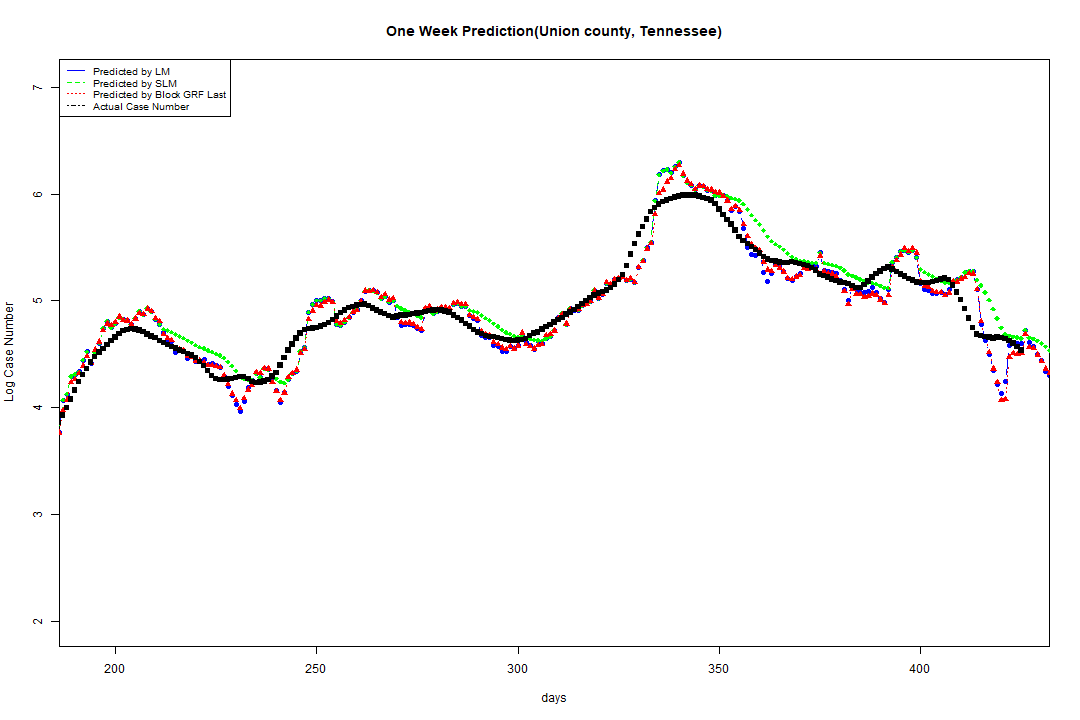 One Week Prediction(Union county, Tennessee)
Predicted by LM
Predicted by SLM
Predicted by Block GRF Last
Actual Case Number
7
6
5
4
3
2
Log Case Number
200 250 300 350 400
days